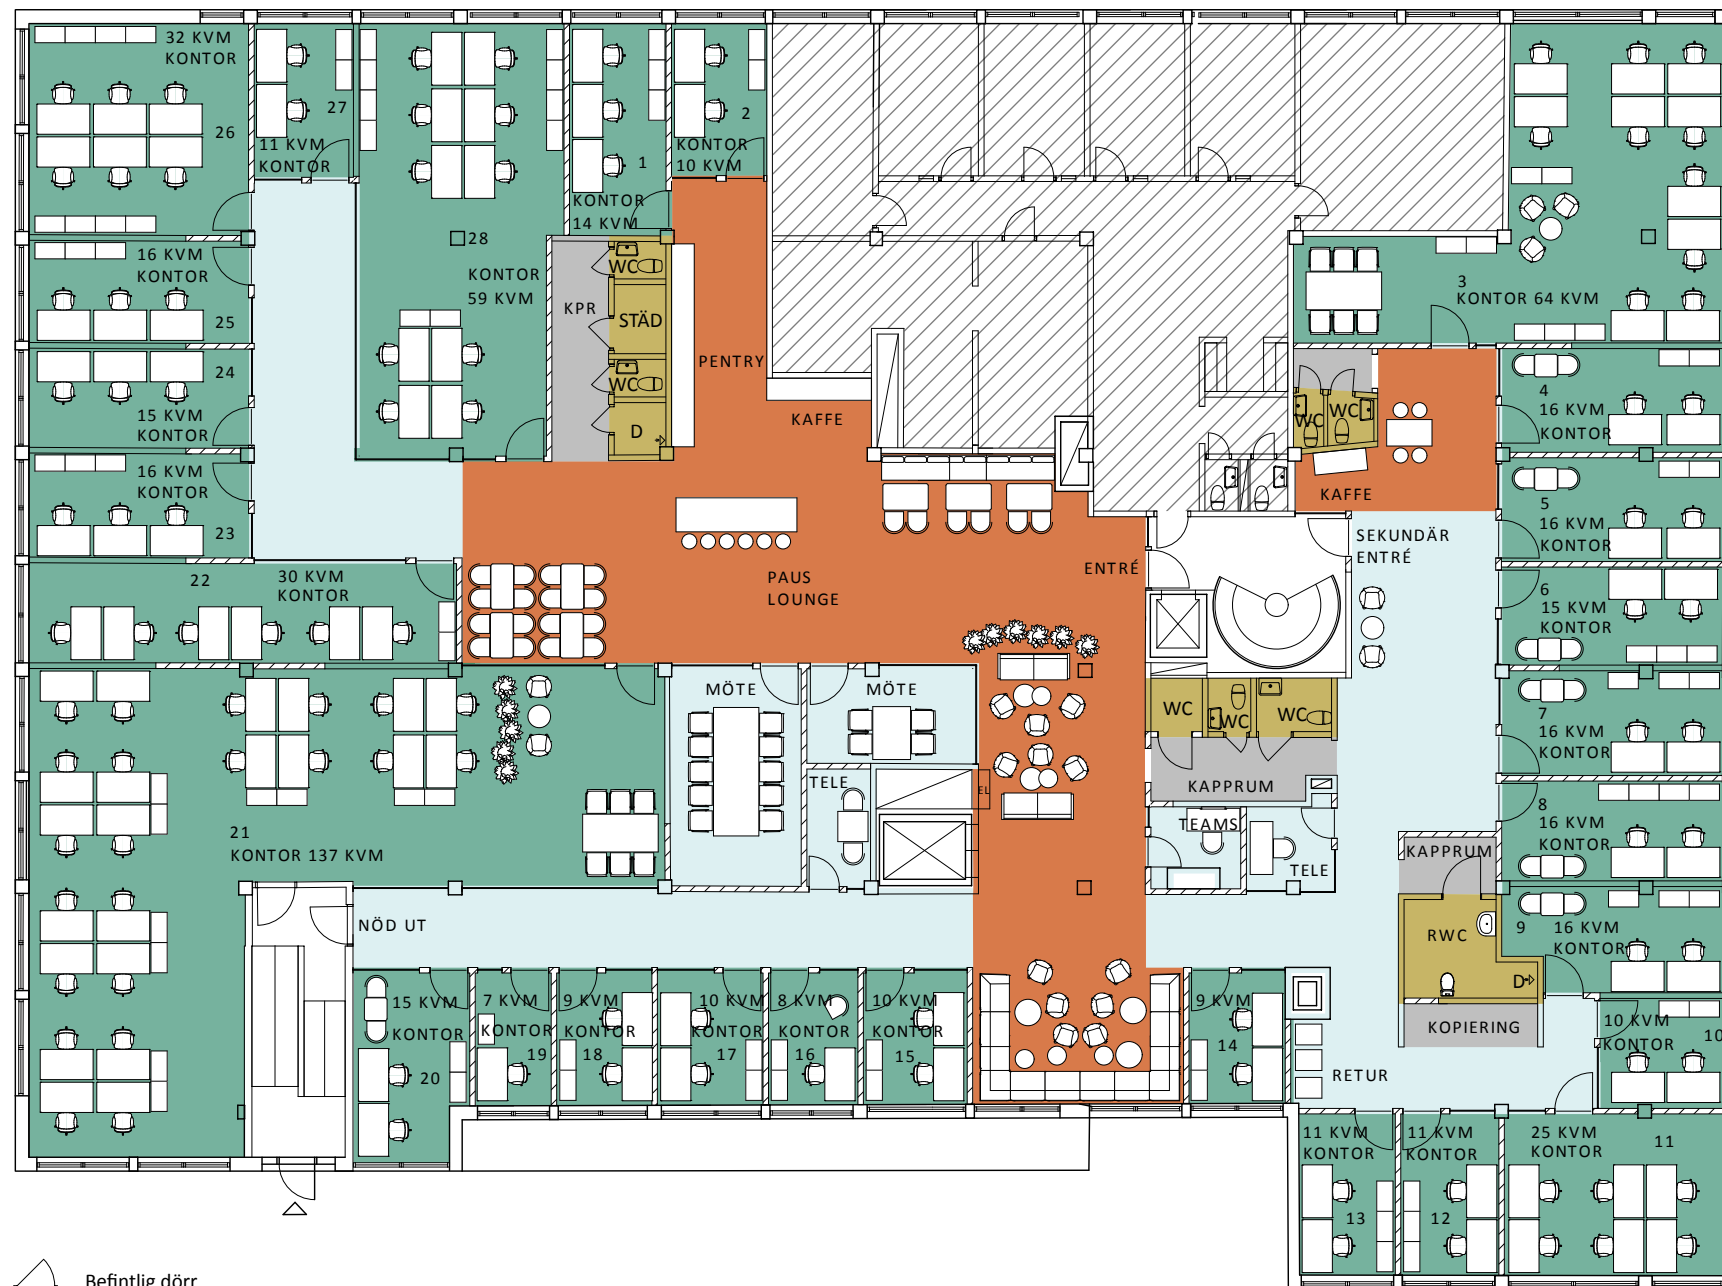 32 KVM
KONTOR
26
27
11 KVM
KONTOR
1
KONTOR
14 KVM
2
KONTOR
10 KVM
28
KONTOR
59 KVM
16 KVM
KONTOR
25
24
15 KVM
KONTOR
16 KVM
KONTOR
23
22
30 KVM
KONTOR
KPR
WC
STÄD
WC
D
PENTRY
KAFFE
PAUS
LOUNGE
ENTRÉ
3
KONTOR 64 KVM
WC
WC
KAFFE
SEKUNDÄR
ENTRÉ
4
16 KVM
KONTOR
5
16 KVM
KONTOR
6
15 KVM
KONTOR
7
16 KVM
KONTOR
8
16 KVM
KONTOR
9
16 KVM
KONTOR
MÖTE
MÖTE
TELE
EL
WC
WC
WC
KAPPRUM
TEAMS
TELE
KAPPRUM
RWC
D
KOPIERING
21
KONTOR 137 KVM
NÖD UT
15 KVM
KONTOR
20
7 KVM
KONTOR
19
9 KVM
KONTOR
18
10 KVM
KONTOR
17
8 KVM
KONTOR
16
10 KVM
KONTOR
15
9 KVM
KONTOR
14
RETUR
10 KVM
KONTOR
10
11 KVM
KONTOR
13
11 KVM
KONTOR
12
25 KVM
KONTOR
11
Befintlig dörr